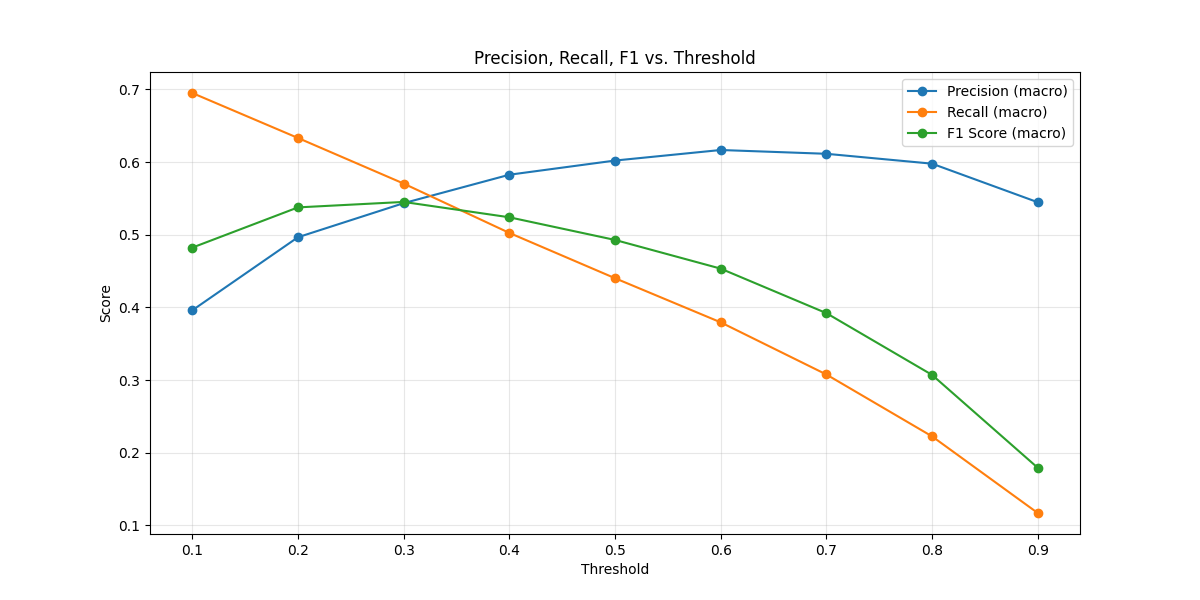 Precision, Recall, F1 vs. Threshold
Precision (macro)
Recall (macro)
F1 Score (macro)
Score
0.7
0.6
0.5
0.4
0.3
0.2
0.1
0.1 0.2 0.3 0.4 0.5 0.6 0.7 0.8 0.9
Threshold